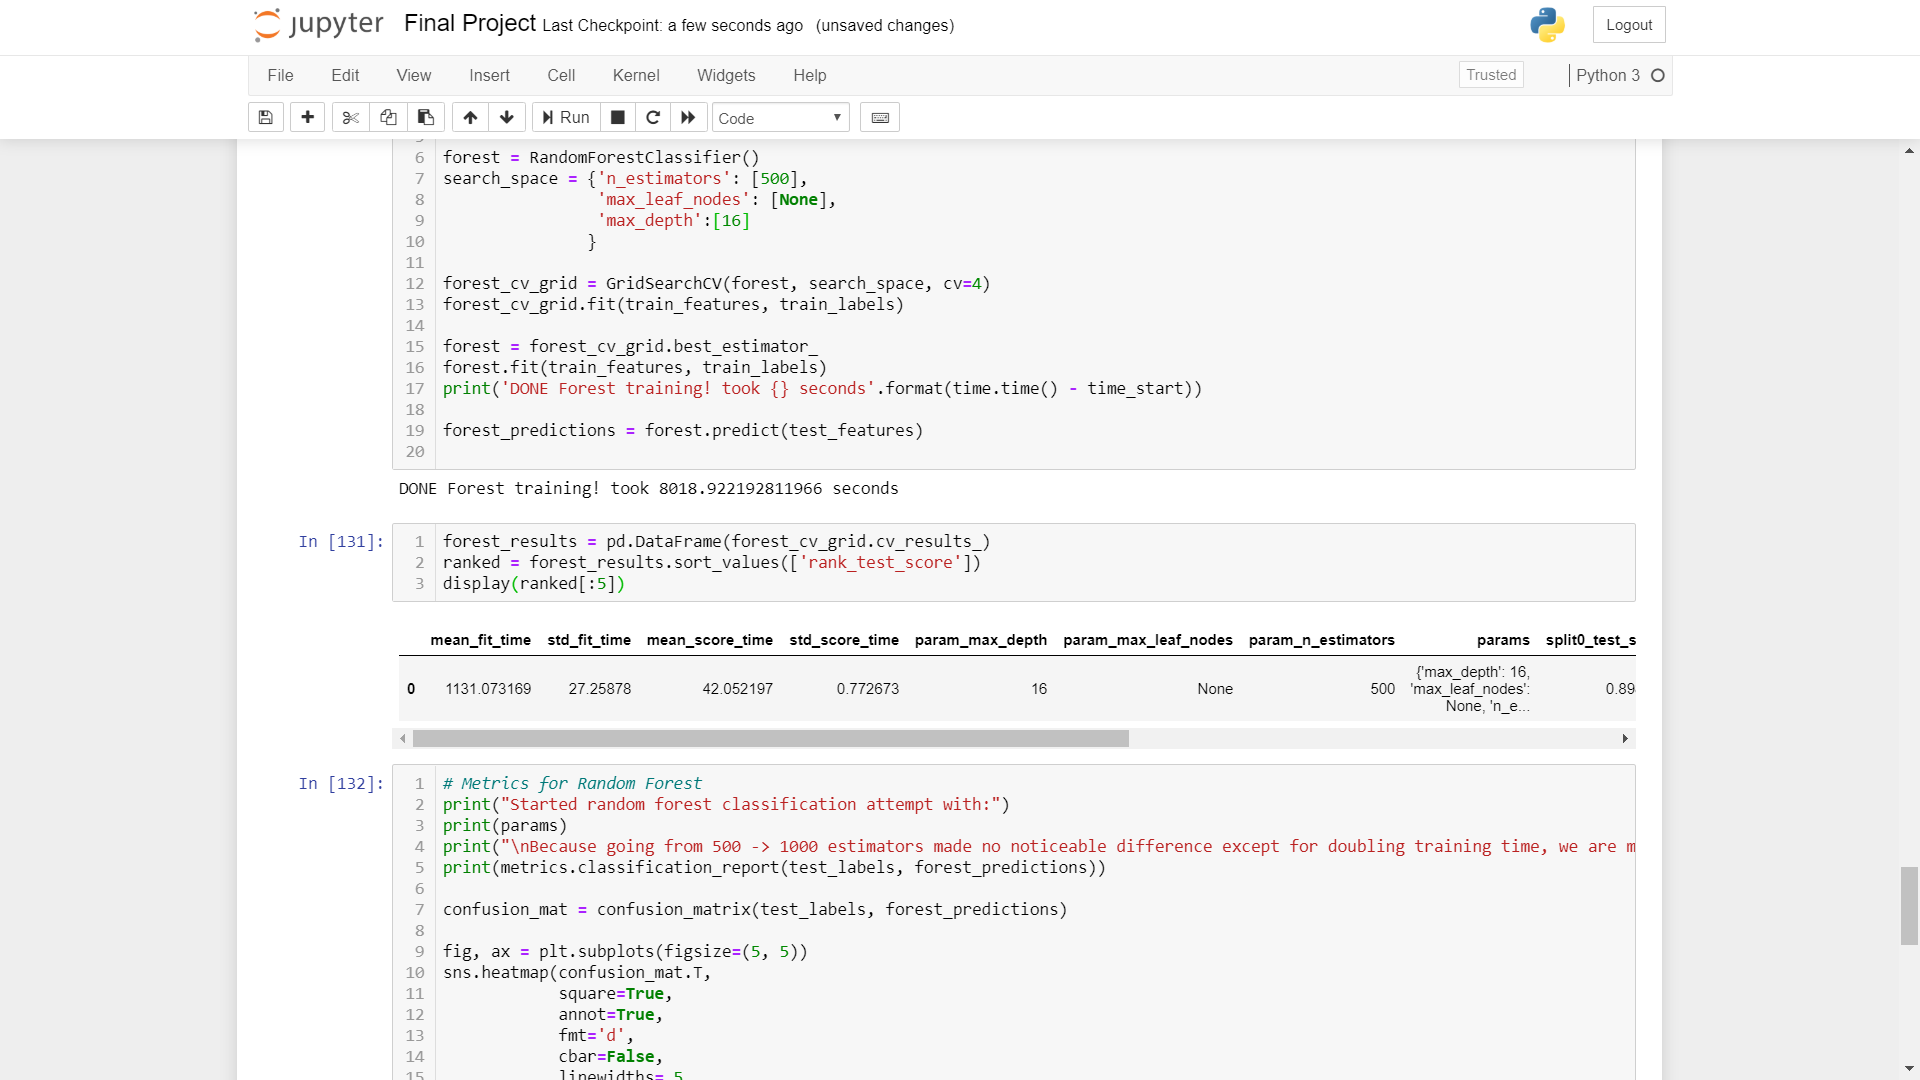 jupyter Final Project Last Checkpoint: a few seconds ago (unsaved changes) Logout
File Edit View Insert Cell Kernel Widgets Help Trusted Python 3
Run Code
6 forest = RandomForestClassifier()
7 search_space = {'n_estimators': [500],
8 'max_leaf_nodes': [None],
9 'max_depth':[16]
10 }
11
12 forest_cv_grid = GridSearchCV(forest, search_space, cv=4)
13 forest_cv_grid.fit(train_features, train_labels)
14
15 forest = forest_cv_grid.best_estimator_
16 forest.fit(train_features, train_labels)
17 print('DONE Forest training! took {} seconds'.format(time.time() - time_start))
18
19 forest_predictions = forest.predict(test_features)
20
DONE Forest training! took 8018.922192811966 seconds
In [131]: 1 forest_results = pd.DataFrame(forest_cv_grid.cv_results_)
2 ranked = forest_results.sort_values(['rank_test_score'])
3 display(ranked[:5])
mean_fit_time std_fit_time mean_score_time std_score_time param_max_depth param_max_leaf_nodes param_n_estimators params split0_test_s
{'max_depth': 16,
0 1131.073169 27.25878 42.052197 0.772673 16 None 500 'max_leaf_nodes': 0.89
None, 'n_e...
In [132]: 1 # Metrics for Random Forest
2 print("Started random forest classification attempt with:")
3 print(params)
4 print("\nBecause going from 500 -> 1000 estimators made no noticeable difference except for doubling training time, we are m
5 print(metrics.classification_report(test_labels, forest_predictions))
6
7 confusion_mat = confusion_matrix(test_labels, forest_predictions)
8
9 fig, ax = plt.subplots(figsize=(5, 5))
10 sns.heatmap(confusion_mat.T,
11 square=True,
12 annot=True,
13 fmt='d',
14 cbar=False,
15 linewidths=.5